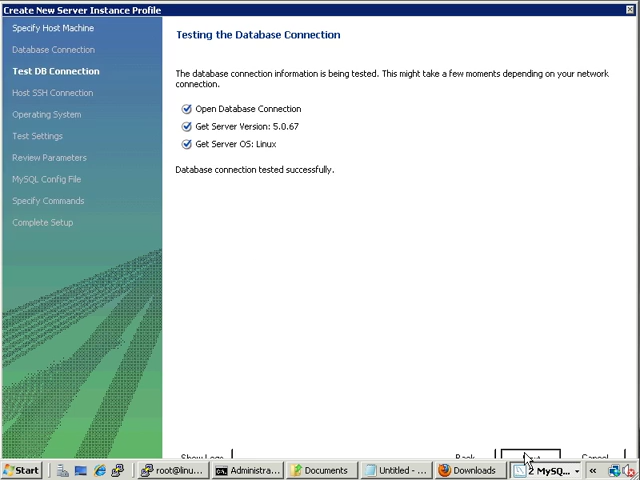 Create New Server Instance Profile
Specify Host Machine
Database Connection
Test DB Connection
Host SSH Connection
Operating System
Test Settings
Review Parameters
MySQL Config File
Specify Commands
Complete Setup
Testing the Database Connection
The database connection information is being tested. This might take a few moments depending on your network
connection.
Open Database Connection
Get Server Version: 5.0.67
Get Server OS: Linux
Database connection tested successfully.
Show Logs Back Next Cancel
Start root@linu... Administra... Documents Untitled - ... Downloads 2 MySQ... «